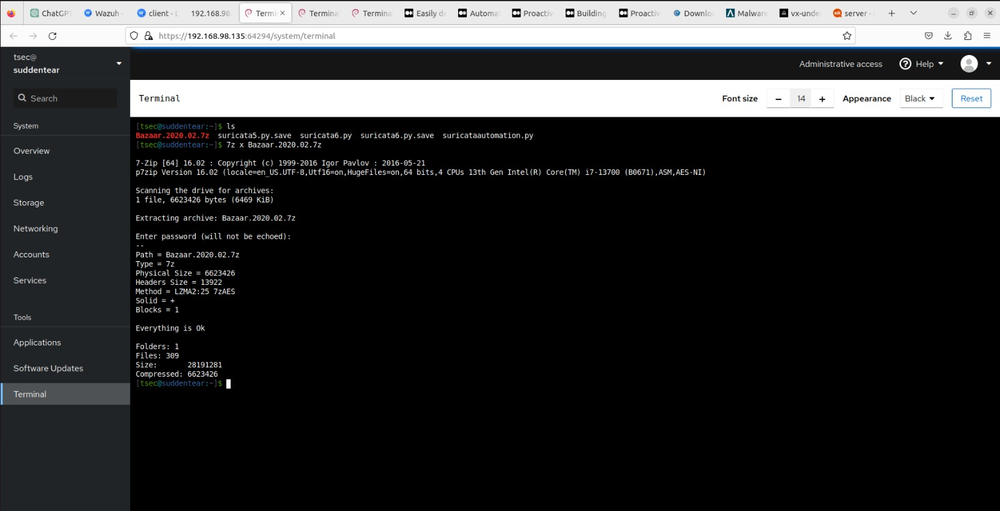 ChatGPT Wazuh - client - L 192.168.98. Termi Termina Termina Easily de Automa Proactiv Building Proactiv Downlo Malware vx-unde server -
https://192.168.98.135:64294/system/terminal
tsec@
suddentear
Administrative access Help
Search
Terminal Font size − 14 + Appearance Black Reset
System
Overview
Logs
Storage
Networking
Accounts
Services
Tools
Applications
Software Updates
Terminal
[tsec@suddentear:~]$ ls
Bazaar.2020.02.7z suricata5.py.save suricata6.py suricata6.py.save suricataautomation.py
[tsec@suddentear:~]$ 7z x Bazaar.2020.02.7z
7-Zip [64] 16.02 : Copyright (c) 1999-2016 Igor Pavlov : 2016-05-21
p7zip Version 16.02 (locale=en_US.UTF-8,Utf16=on,HugeFiles=on,64 bits,4 CPUs 13th Gen Intel(R) Core(TM) i7-13700 (B0671),ASM,AES-NI)
Scanning the drive for archives:
1 file, 6623426 bytes (6469 KiB)
Extracting archive: Bazaar.2020.02.7z
Enter password (will not be echoed):
--
Path = Bazaar.2020.02.7z
Type = 7z
Physical Size = 6623426
Headers Size = 13922
Method = LZMA2:25 7zAES
Solid = +
Blocks = 1
Everything is Ok
Folders: 1
Files: 309
Size: 28191281
Compressed: 6623426
[tsec@suddentear:~]$